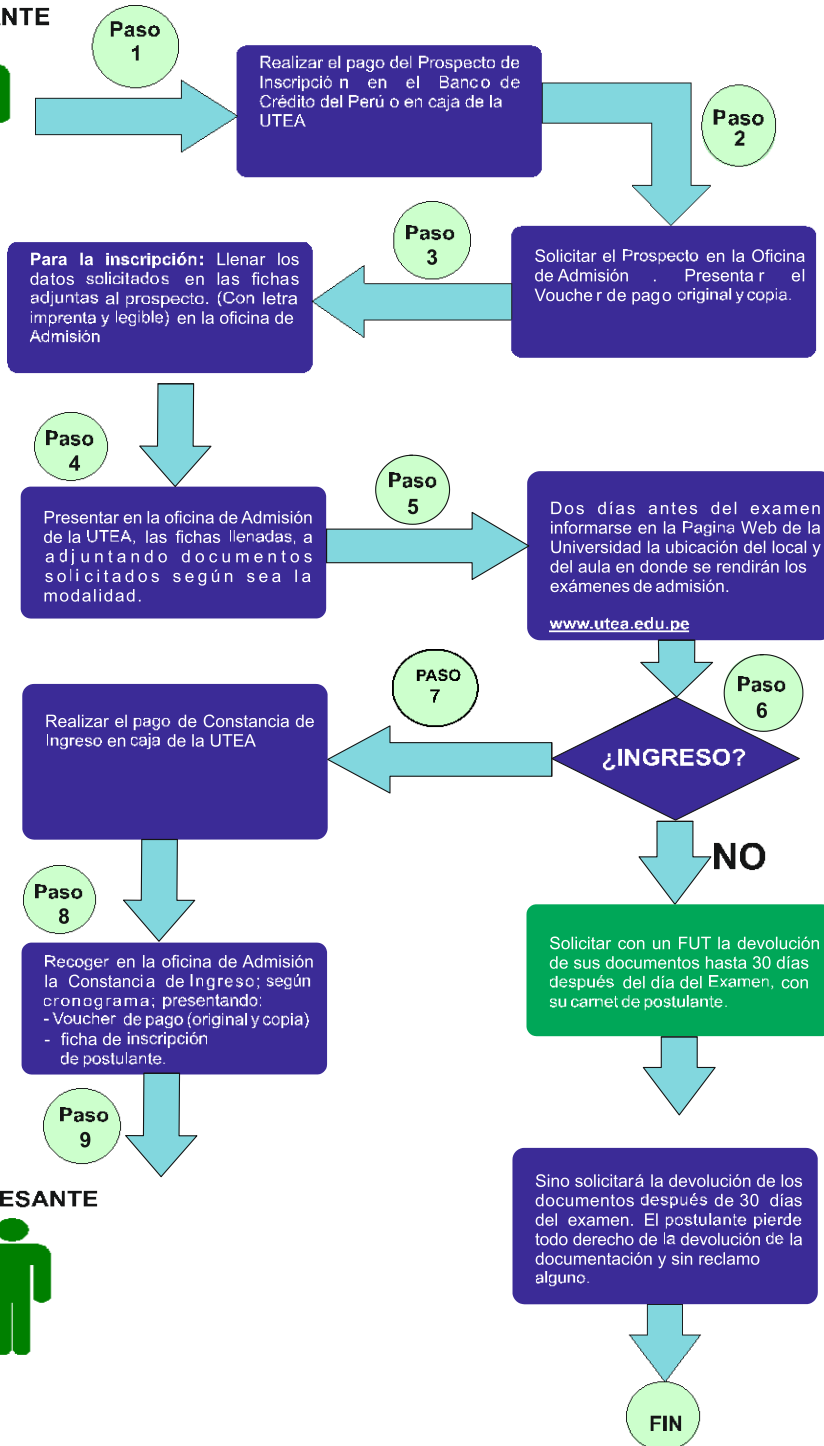 ANTE
Paso
1
Realizar el pago del Prospecto de
Inscripció n en el Banco de
Crédito del Perú o en caja de la
UTEA
Paso
2
Solicitar el Prospecto en la Oficina
de Admisión . Presentar el
Voucher de pago original y copia.
Paso
3
Para la inscripción: Llenar los
datos solicitados en las fichas
adjuntas al prospecto. (Con letra
imprenta y legible) en la oficina de
Admisión
Paso
4
Presentar en la oficina de Admisión
de la UTEA, las fichas llenadas, a
adjuntando documentos
solicitados según sea la
modalidad.
Paso
5
Dos días antes del examen
informarse en la Pagina Web de la
Universidad la ubicación del local y
del aula en donde se rendirán los
exámenes de admisión.
www.utea.edu.pe
Paso
6
¿INGRESO?
PASO
7
Realizar el pago de Constancia de
Ingreso en caja de la UTEA
Paso
8
Recoger en la oficina de Admisión
la Constancia de Ingreso; según
cronograma; presentando:
- Voucher de pago (original y copia)
- ficha de inscripción
de postulante.
Paso
9
ESANTE
NO
Solicitar con un FUT la devolución
de sus documentos hasta 30 días
después del día del Examen, con
su carnet de postulante.
Sino solicitará la devolución de los
documentos después de 30 días
del examen. El postulante pierde
todo derecho de la devolución de la
documentación y sin reclamo
alguno.
FIN